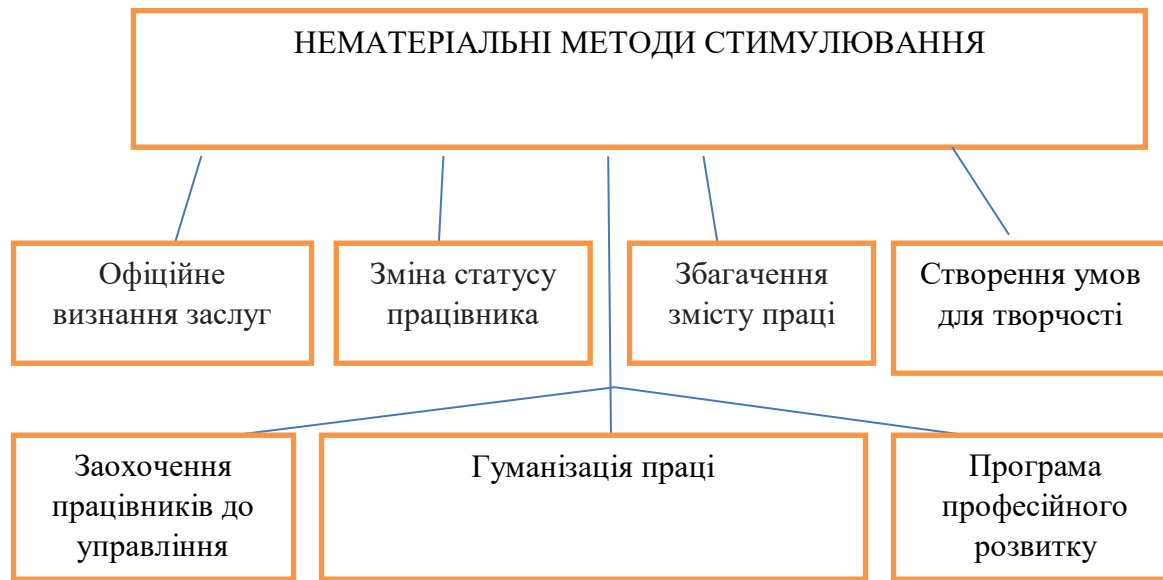 НЕМАТЕРІАЛЬНІ МЕТОДИ СТИМУЛЮВАННЯ
Офіційне
визнання заслуг
Зміна статусу
працівника
Збагачення
змісту праці
Створення умов
для творчості
Заохочення
працівників до
управління
Гуманізація праці
Програма
професійного
розвитку